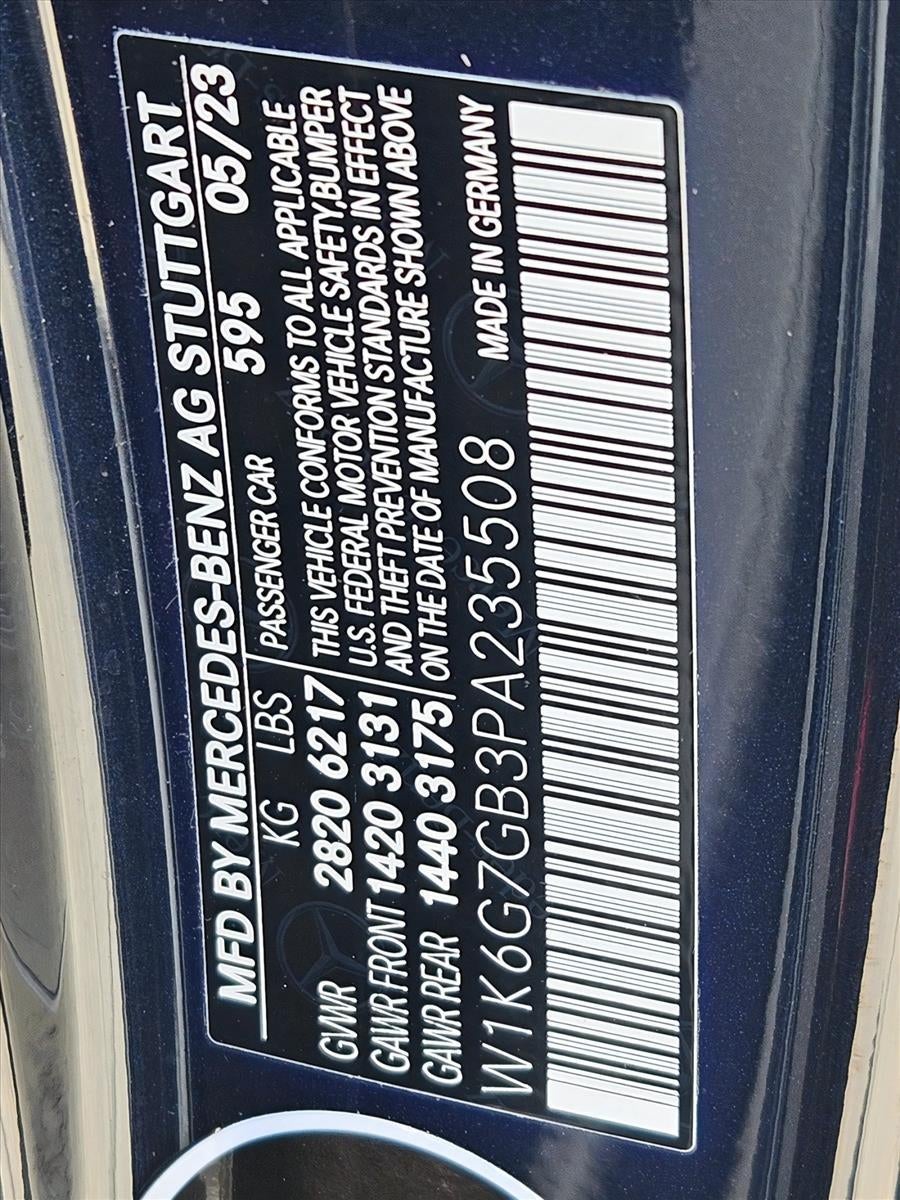 MFD BY MERCEDES-BENZ AG STUTTGART
595 05/23
KG LBS PASSENGER CAR
GVWR 2820 6217 THIS VEHICLE CONFORMS TO ALL APPLICABLE
U.S. FEDERAL MOTOR VEHICLE SAFETY,BUMPER
GAWR FRONT 1420 3131 AND THEFT PREVENTION STANDARDS IN EFFECT
GAWR REAR 1440 3175 ON THE DATE OF MANUFACTURE SHOWN ABOVE
W1K6G7GB3PA235508 MADE IN GERMANY